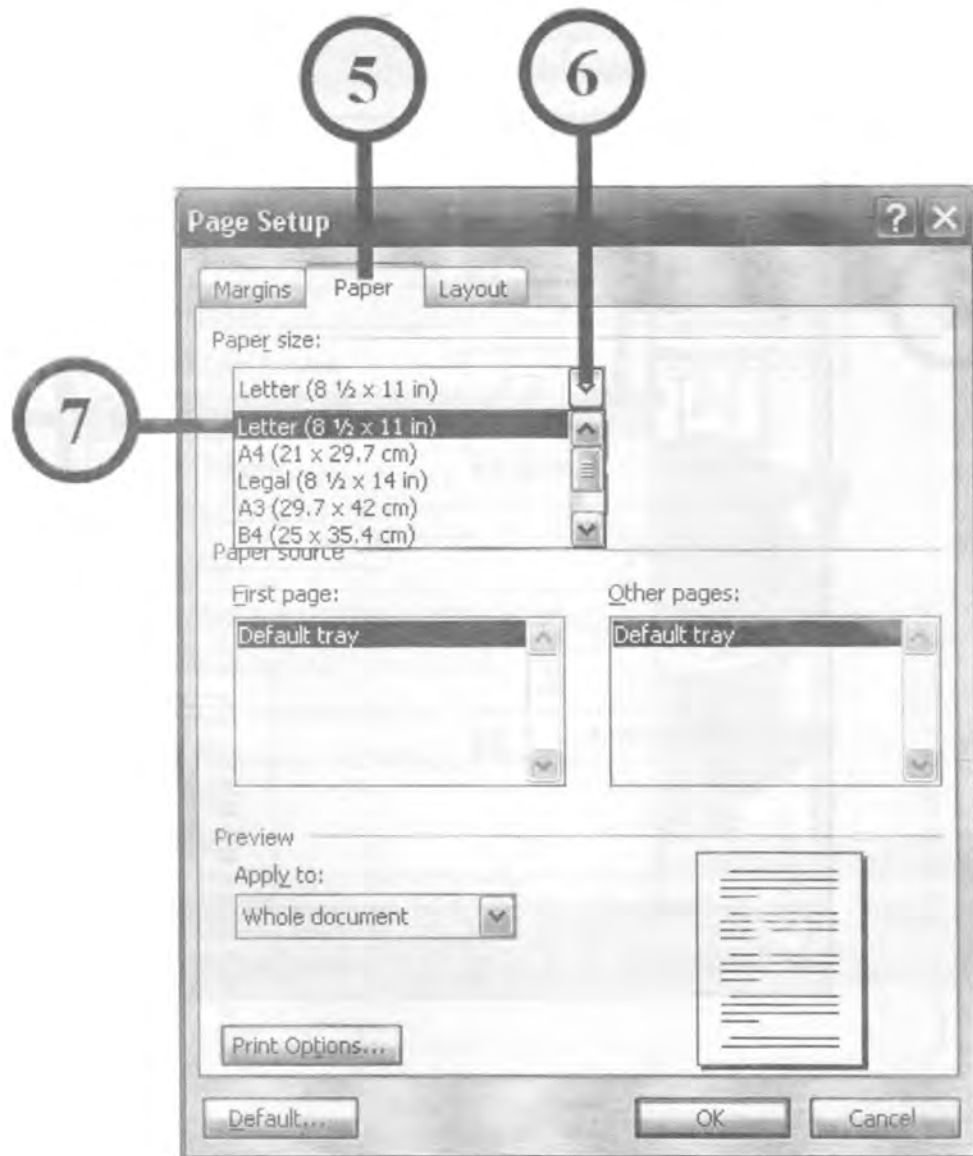 5 6
Page Setup
Margins Paper Layout
Paper size:
Letter (8 ½ x 11 in)
7
Letter (8 ½ x 11 in)
A4 (21 x 29.7 cm)
Legal (8 ½ x 14 in)
A3 (29.7 x 42 cm)
B4 (25 x 35.4 cm)
Paper source
First page: Other pages:
Default tray Default tray
Preview
Apply to:
Whole document
Print Options...
Default... OK Cancel